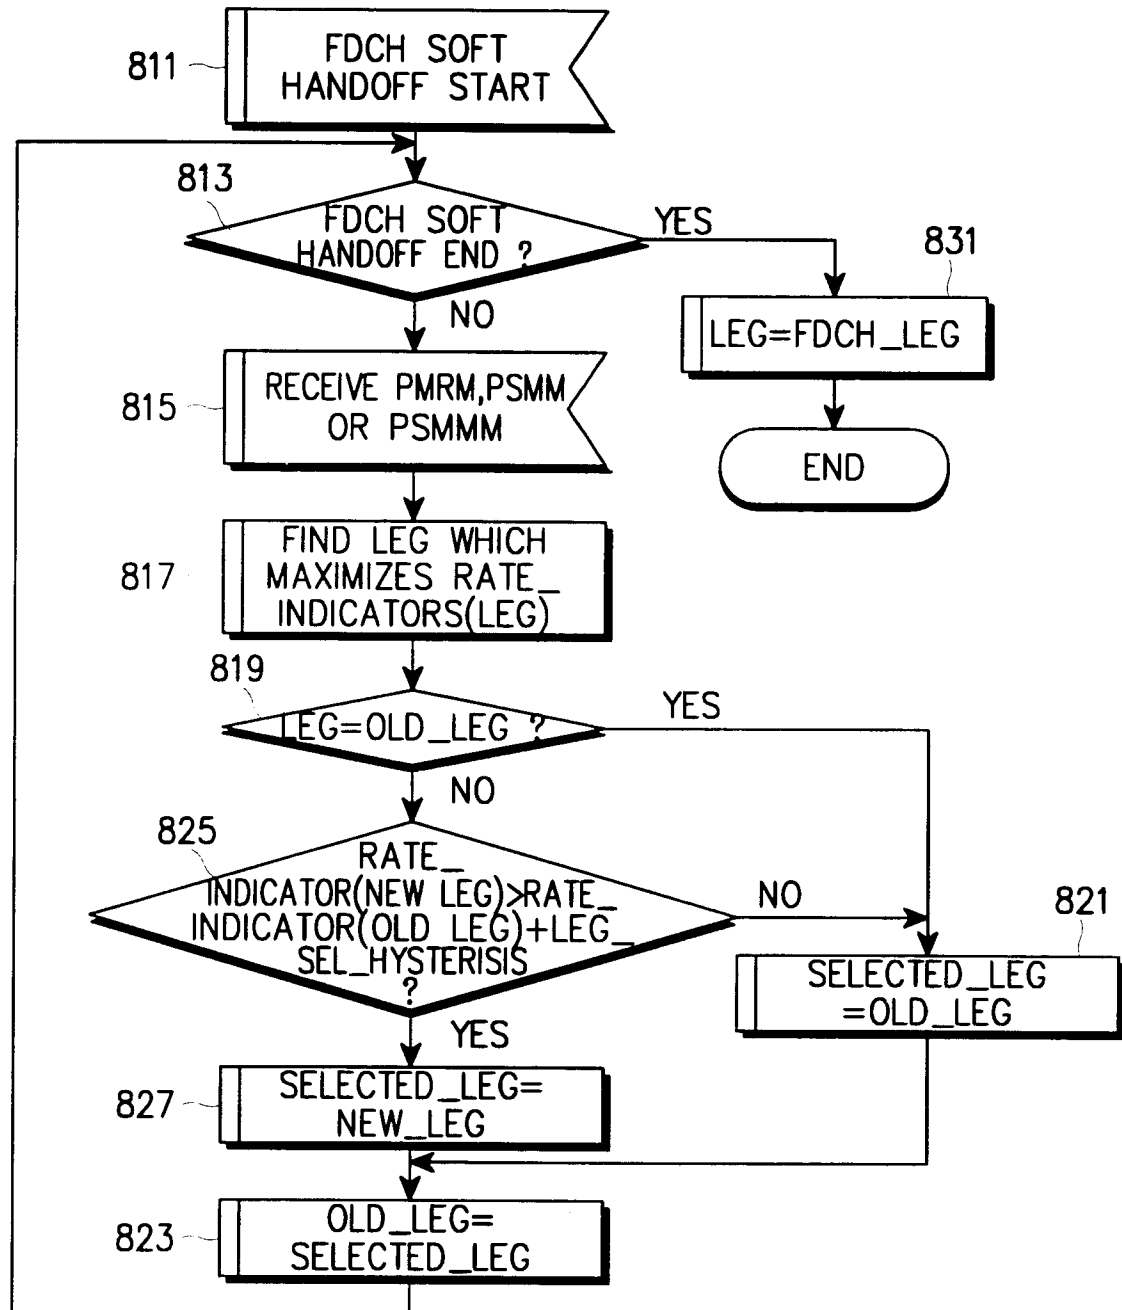 811
FDCH SOFT
HANDOFF START
813
FDCH SOFT
HANDOFF END ?
YES
NO
831
LEG=FDCH_LEG
END
815
RECEIVE PMRM,PSMM
OR PSMMM
817
FIND LEG WHICH
MAXIMIZES RATE_
INDICATORS(LEG)
819
LEG=OLD_LEG ?
YES
NO
825
RATE_
INDICATOR(NEW LEG)>RATE_
INDICATOR(OLD LEG)+LEG_
SEL_HYSTERISIS
?
NO
YES
821
SELECTED_LEG
=OLD_LEG
827
SELECTED_LEG=
NEW_LEG
823
OLD_LEG=
SELECTED_LEG